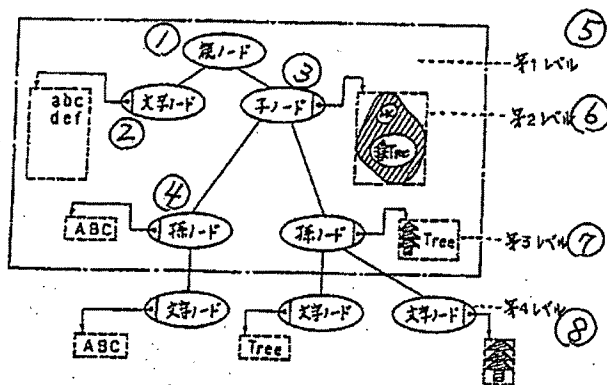 ①
親ノード
③
⑤
第1レベル
abc
def
文字ノード
子ノード
②
第2レベル
⑥
Tree
④
ABC
孫ノード
孫ノード
Tree
第3レベル
⑦
文字ノード
文字ノード
文字ノード
第4レベル
⑧
ABC
Tree